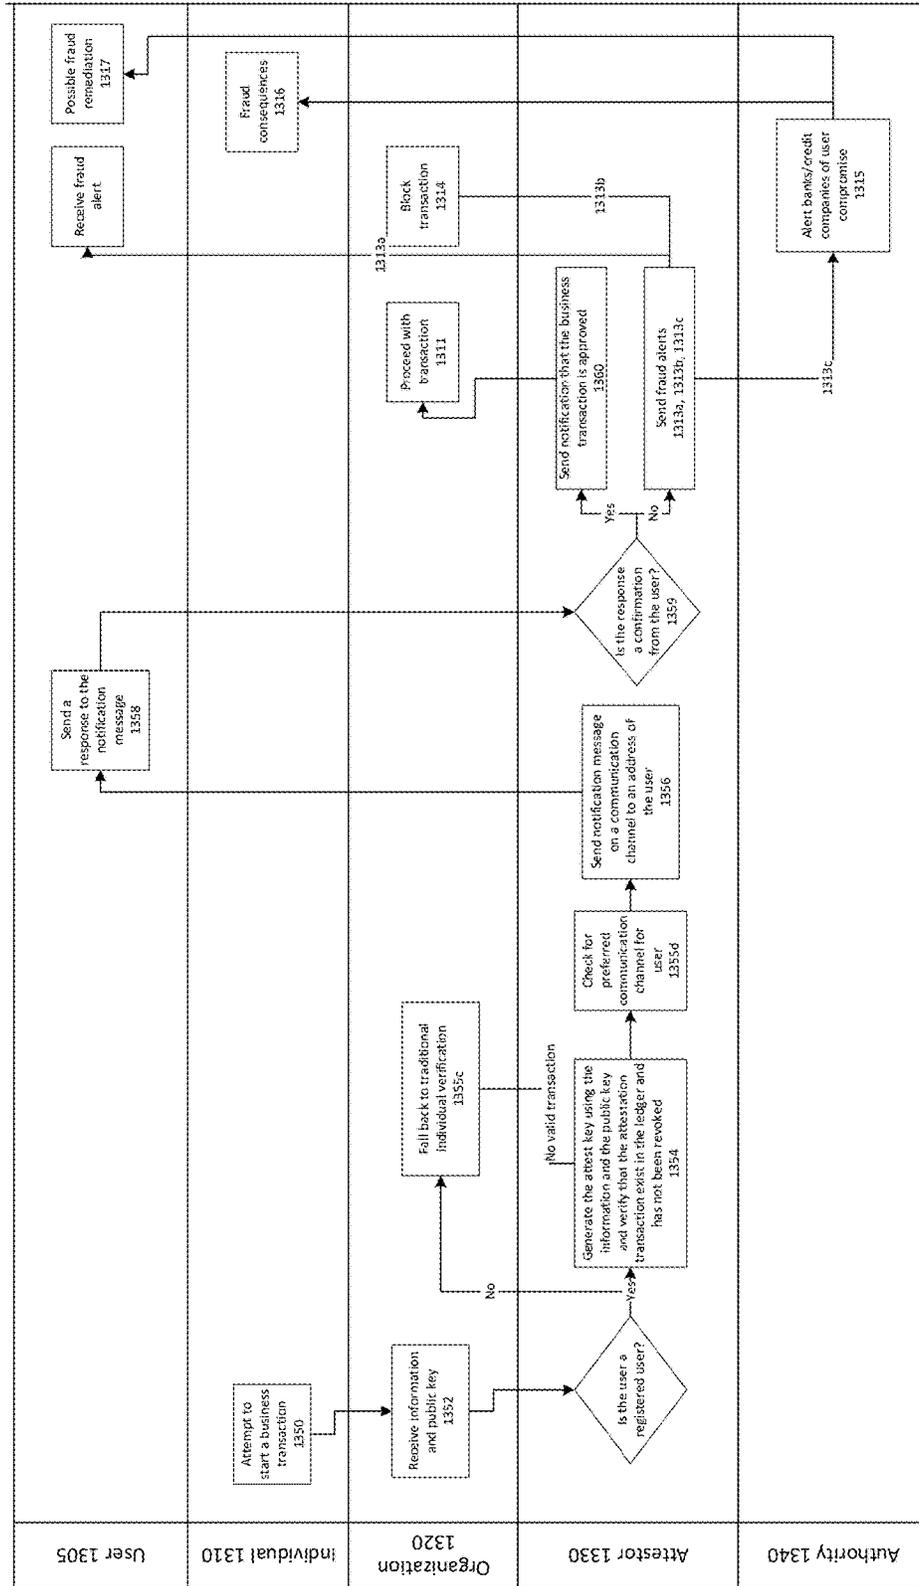 User 1305
Individual 1310
Organization
1320
Attestor 1330
Authority 1340
Attempt to
start a business
transaction
1350
Receive information
and public key
1352
Is the user a
registered user?
No
Yes
Fall back to traditional
individual verification
1355c
No valid transaction
Generate the attest key using the
information and the public key
and verify that the attestation
transaction exist in the ledger and
has not been revoked
1354
Check for
preferred
communication
channel for
user
1355d
Send notification message
on a communication
channel to an address of
the user
1356
Send a
response to the
notification
message
1358
Is the response
a confirmation
from the user?
1359
Yes
No
Send notification that the business
transaction is approved
1360
Proceed with
transaction
1311
Send fraud alerts
1313a, 1313b, 1313c
1313a
1313b
1313c
Receive fraud
alert
Block
transaction
1314
Alert banks/credit
companies of user
compromise
1315
Fraud
consequences
1316
Possible fraud
remediation
1317